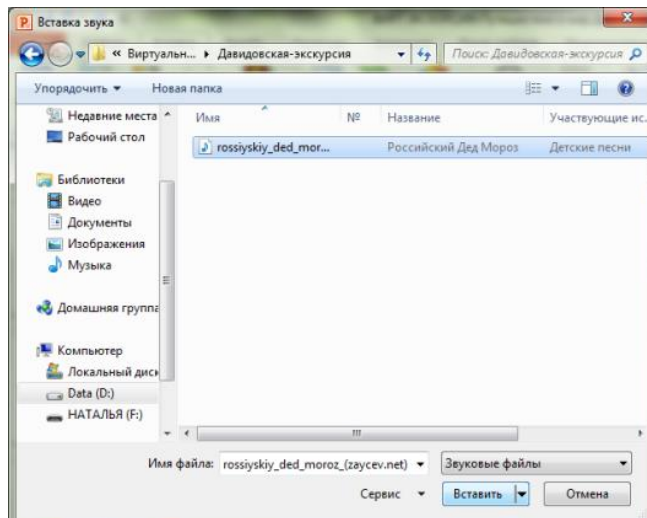 Вставка звука
« Виртуальн... ▸ Давидовская-экскурсия
Поиск: Давидовская-экскурсия
Упорядочить ▾ Новая папка
Недавние места
Рабочий стол
Библиотеки
Видео
Документы
Изображения
Музыка
Домашняя группа
Компьютер
Локальный диск
Data (D:)
НАТАЛЬЯ (F:)
Имя № Название Участвующие ис.
rossiyskiy_ded_mor... Российский Дед Мороз Детские песни
Имя файла: rossiyskiy_ded_moroz_(zaycev.net) Звуковые файлы
Сервис ▾ Вставить Отмена